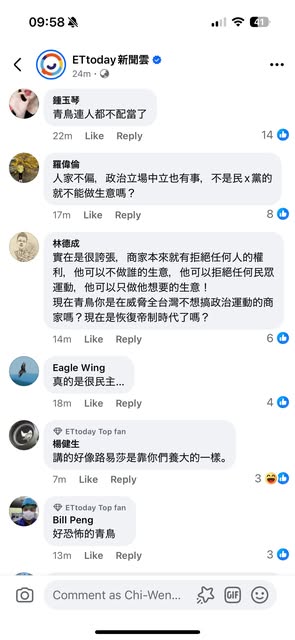 09:58
41
ETtoday新聞雲
24m ·
鍾玉琴
青鳥連人都不配當了
22m Like Reply 14
羅偉倫
人家不偏，政治立場中立也有事，不是民x黨的
就不能做生意嗎？
17m Like Reply 8
林德成
實在是很誇張，商家本來就有拒絕任何人的權
利，他可以不做誰的生意，他可以拒絕任何民眾
運動，他可以只做他想要的生意！
現在青鳥你是在威脅全台灣不想搞政治運動的商
家嗎？現在是恢復帝制時代了嗎？
14m Like Reply 6
Eagle Wing
真的是很民主...
18m Like Reply 4
ETtoday Top fan
楊健生
講的好像路易莎是靠你們養大的一樣。
7m Like Reply 3
ETtoday Top fan
Bill Peng
好恐怖的青鳥
13m Like Reply 3
Comment as Chi-Wen...
GIF